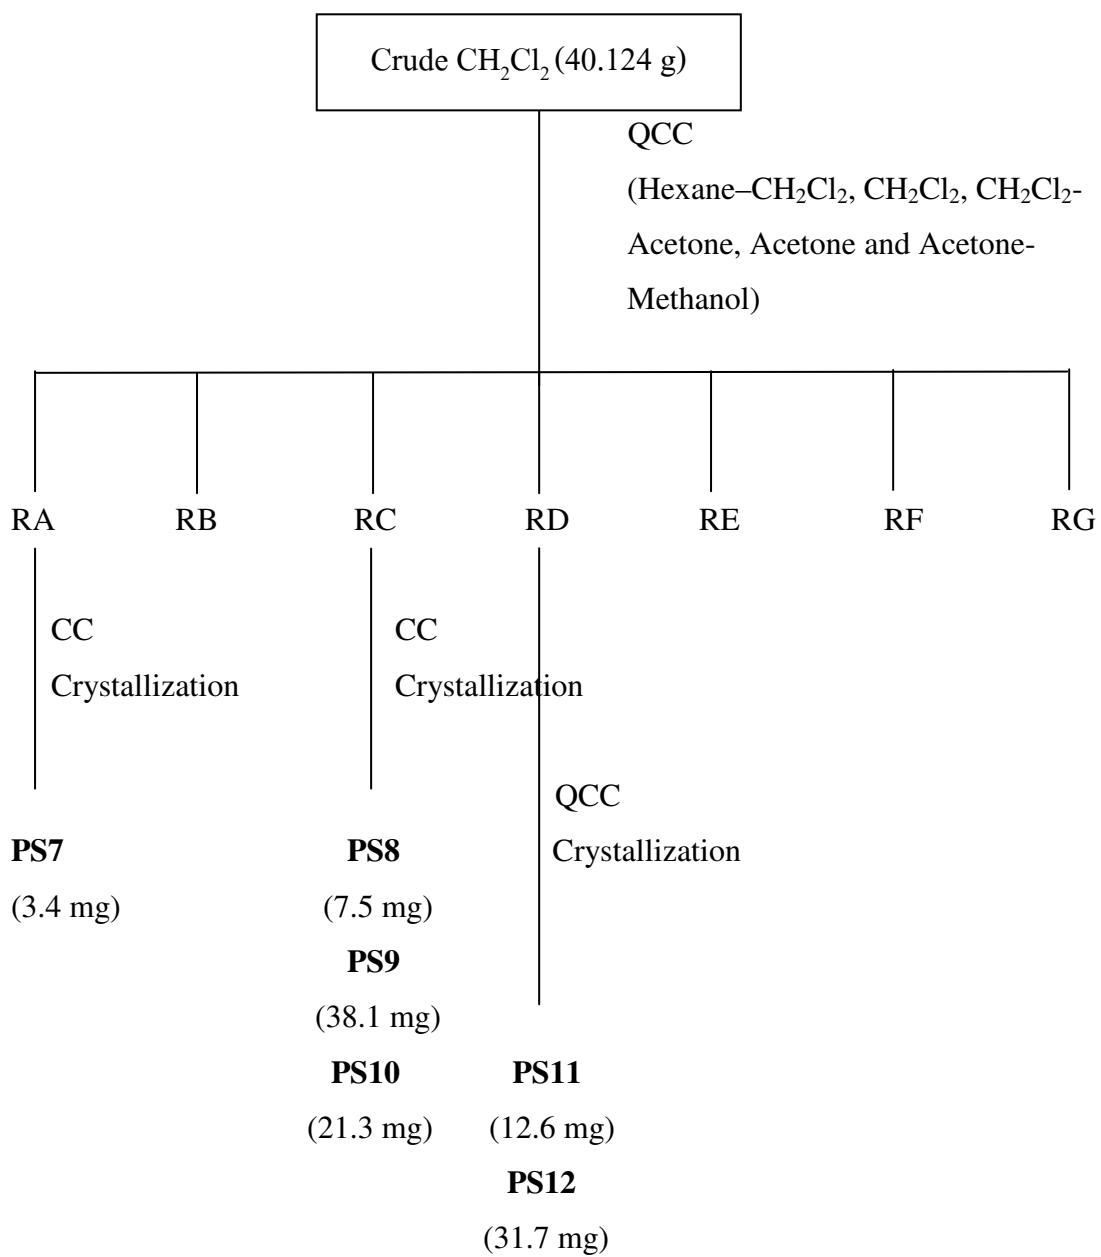 Crude CH₂Cl₂ (40.124 g)
QCC
(Hexane–CH₂Cl₂, CH₂Cl₂, CH₂Cl₂-
Acetone, Acetone and Acetone-
Methanol)
RA RB RC RD RE RF RG
CC CC
Crystallization Crystallization
QCC
PS7 PS8 Crystallization
(3.4 mg) (7.5 mg)
PS9
(38.1 mg)
PS10 PS11
(21.3 mg) (12.6 mg)
PS12
(31.7 mg)